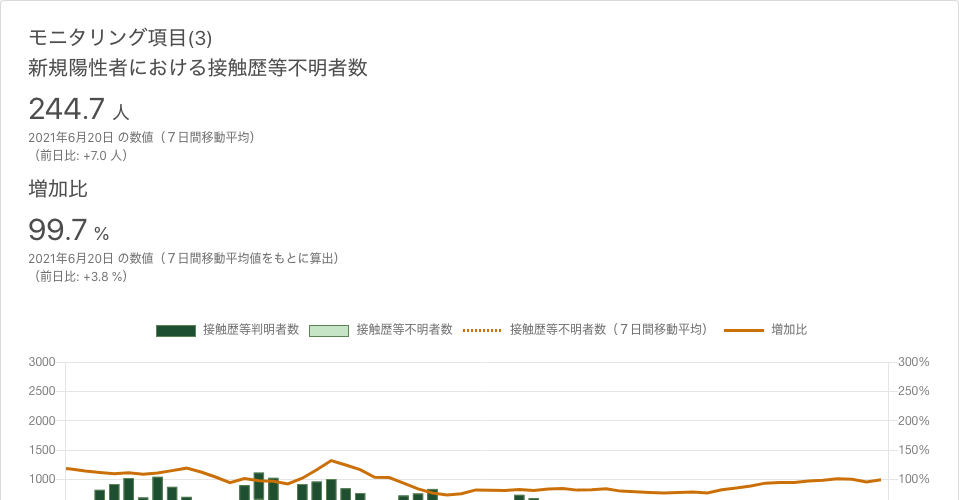 モニタリング項目(3)
新規陽性者における接触歴等不明者数
244.7 人
2021年6月20日 の数値（７日間移動平均）
（前日比: +7.0 人）
増加比
99.7 %
2021年6月20日 の数値（７日間移動平均値をもとに算出）
（前日比: +3.8 %）
接触歴等判明者数 接触歴等不明者数 接触歴等不明者数（７日間移動平均） 増加比
3000 300%
2500 250%
2000 200%
1500 150%
1000 100%